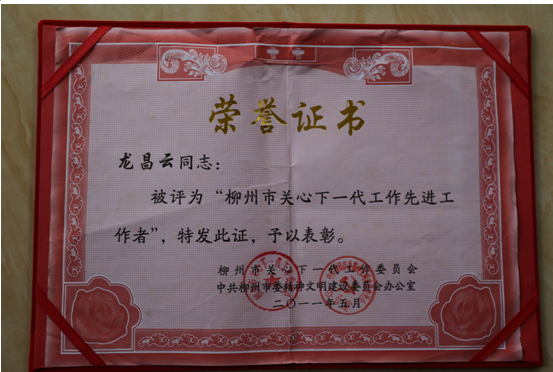 荣誉证书
龙昌云同志：
被评为“柳州市关心下一代工作先进工
作者”，特发此证，予以表彰。
柳州市关心下一代工作委员会
中共柳州市委精神文明建设委员会办公室
二〇一一年五月